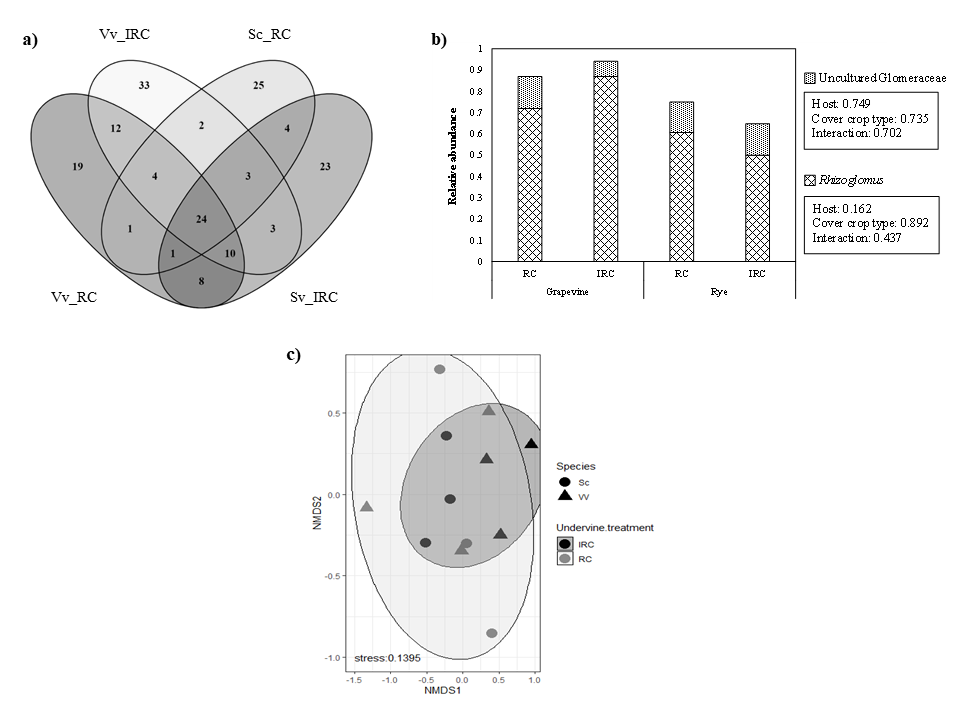 a)
Vv_IRC
Sc_RC
33
25
12
2
4
19
23
4
3
24
1
3
1
10
8
Vv_RC
Sv_IRC
b)
Relative abundance
1
0.9
0.8
0.7
0.6
0.5
0.4
0.3
0.2
0.1
0
RC
IRC
RC
IRC
Grapevine
Rye
Uncultured Glomeraceae
Host: 0.749
Cover crop type: 0.735
Interaction: 0.702
Rhizoglomus
Host: 0.162
Cover crop type: 0.892
Interaction: 0.437
c)
NMDS2
0.5
0.0
-0.5
-1.0
stress:0.1395
-1.5
-1.0
-0.5
0.0
0.5
1.0
NMDS1
Species
Sc
VV
Undervine.treatment
IRC
RC